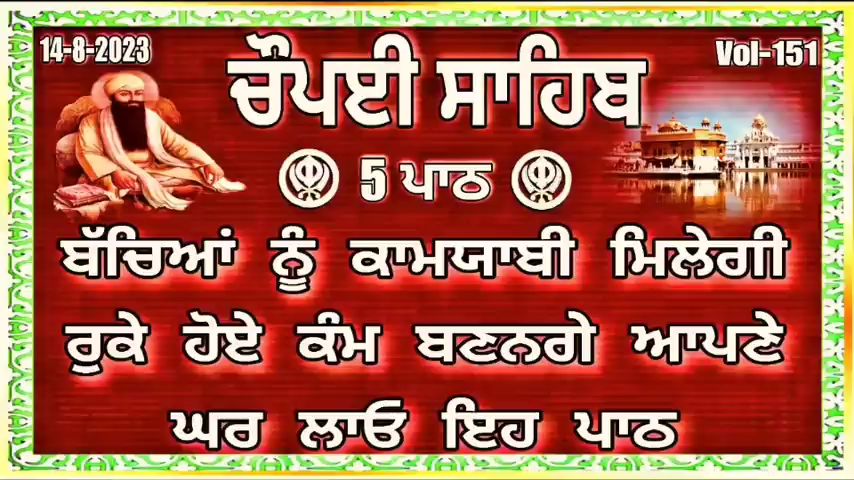 14-8-2023
Vol-151
ਚੌਪਈ ਸਾਹਿਬ
5 ਪਾਠ
ਬੱਚਿਆਂ ਨੂੰ ਕਾਮਯਾਬੀ ਮਿਲੇਗੀ
ਰੁਕੇ ਹੋਏ ਕੰਮ ਬਣਨਗੇ ਆਪਣੇ
ਘਰ ਲਾਓ ਇਹ ਪਾਠ